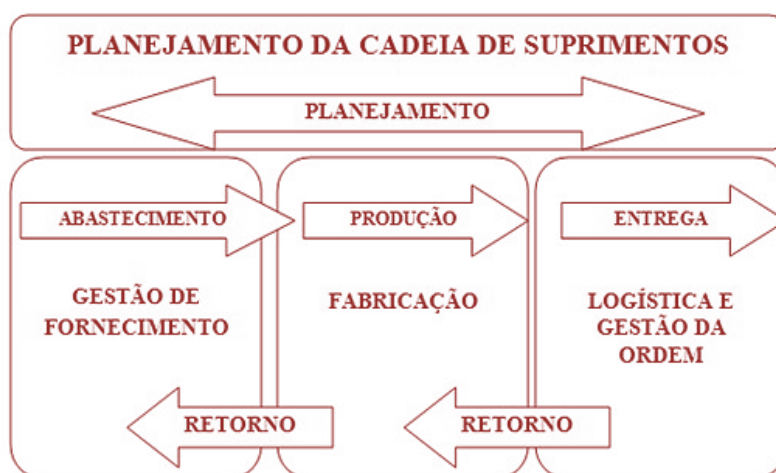 PLANEJAMENTO DA CADEIA DE SUPRIMENTOS
PLANEJAMENTO
ABASTECIMENTO
PRODUÇÃO
ENTREGA
GESTÃO DE
FORNECIMENTO
FABRICAÇÃO
LOGÍSTICA E
GESTÃO DA
ORDEM
RETORNO
RETORNO